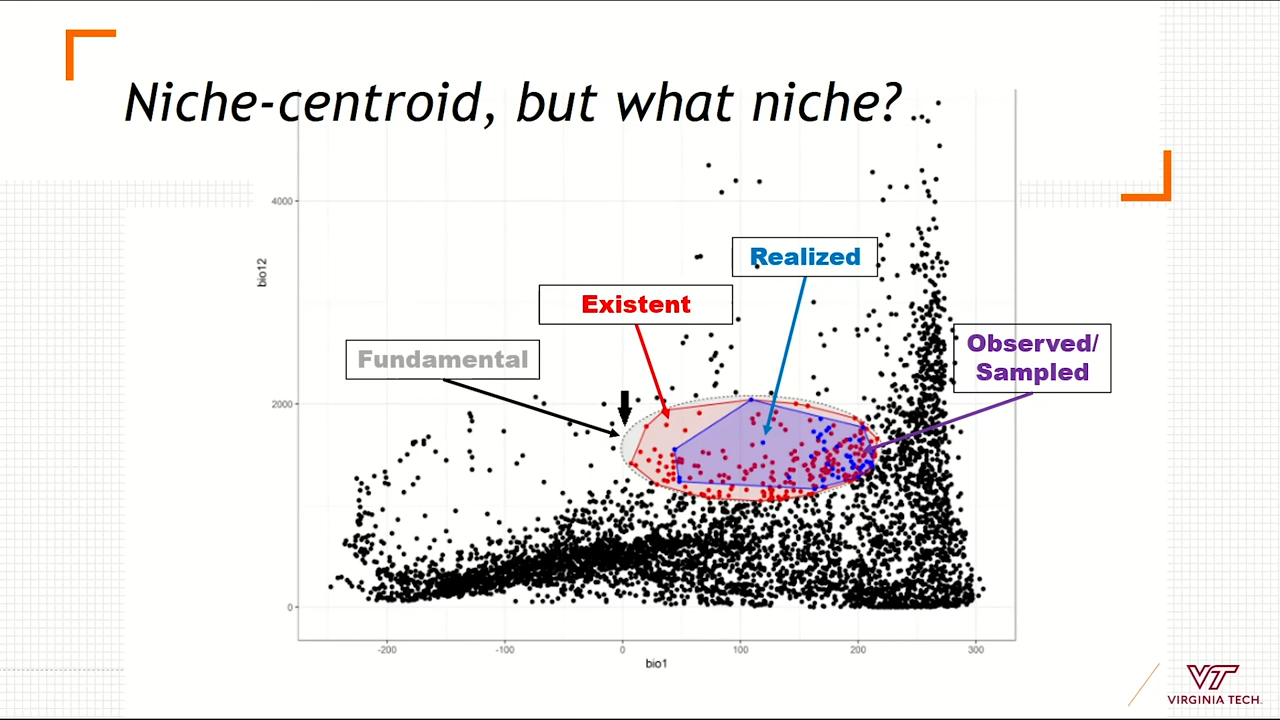 Niche-centroid, but what niche?
4000
2000
0
bio12
Realized
Existent
Fundamental
Observed/
Sampled
-200
-100
0
100
200
300
bio1
VT
VIRGINIA TECH.